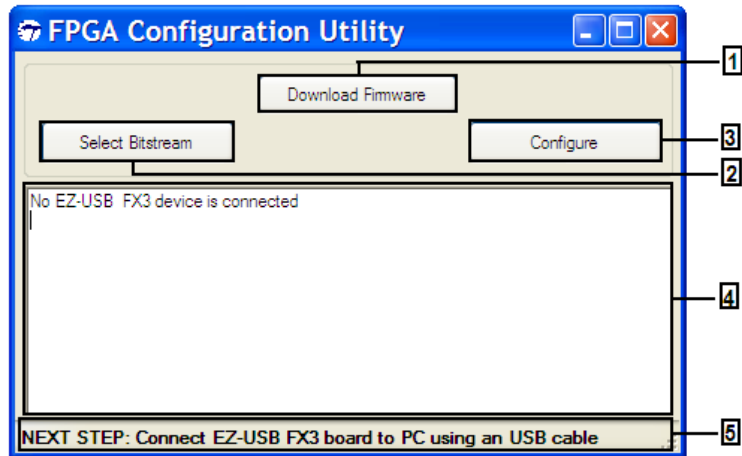 FPGA Configuration Utility
1
Download Firmware
Select Bitstream
Configure
3
2
No EZ-USB FX3 device is connected
4
NEXT STEP: Connect EZ-USB FX3 board to PC using an USB cable
5